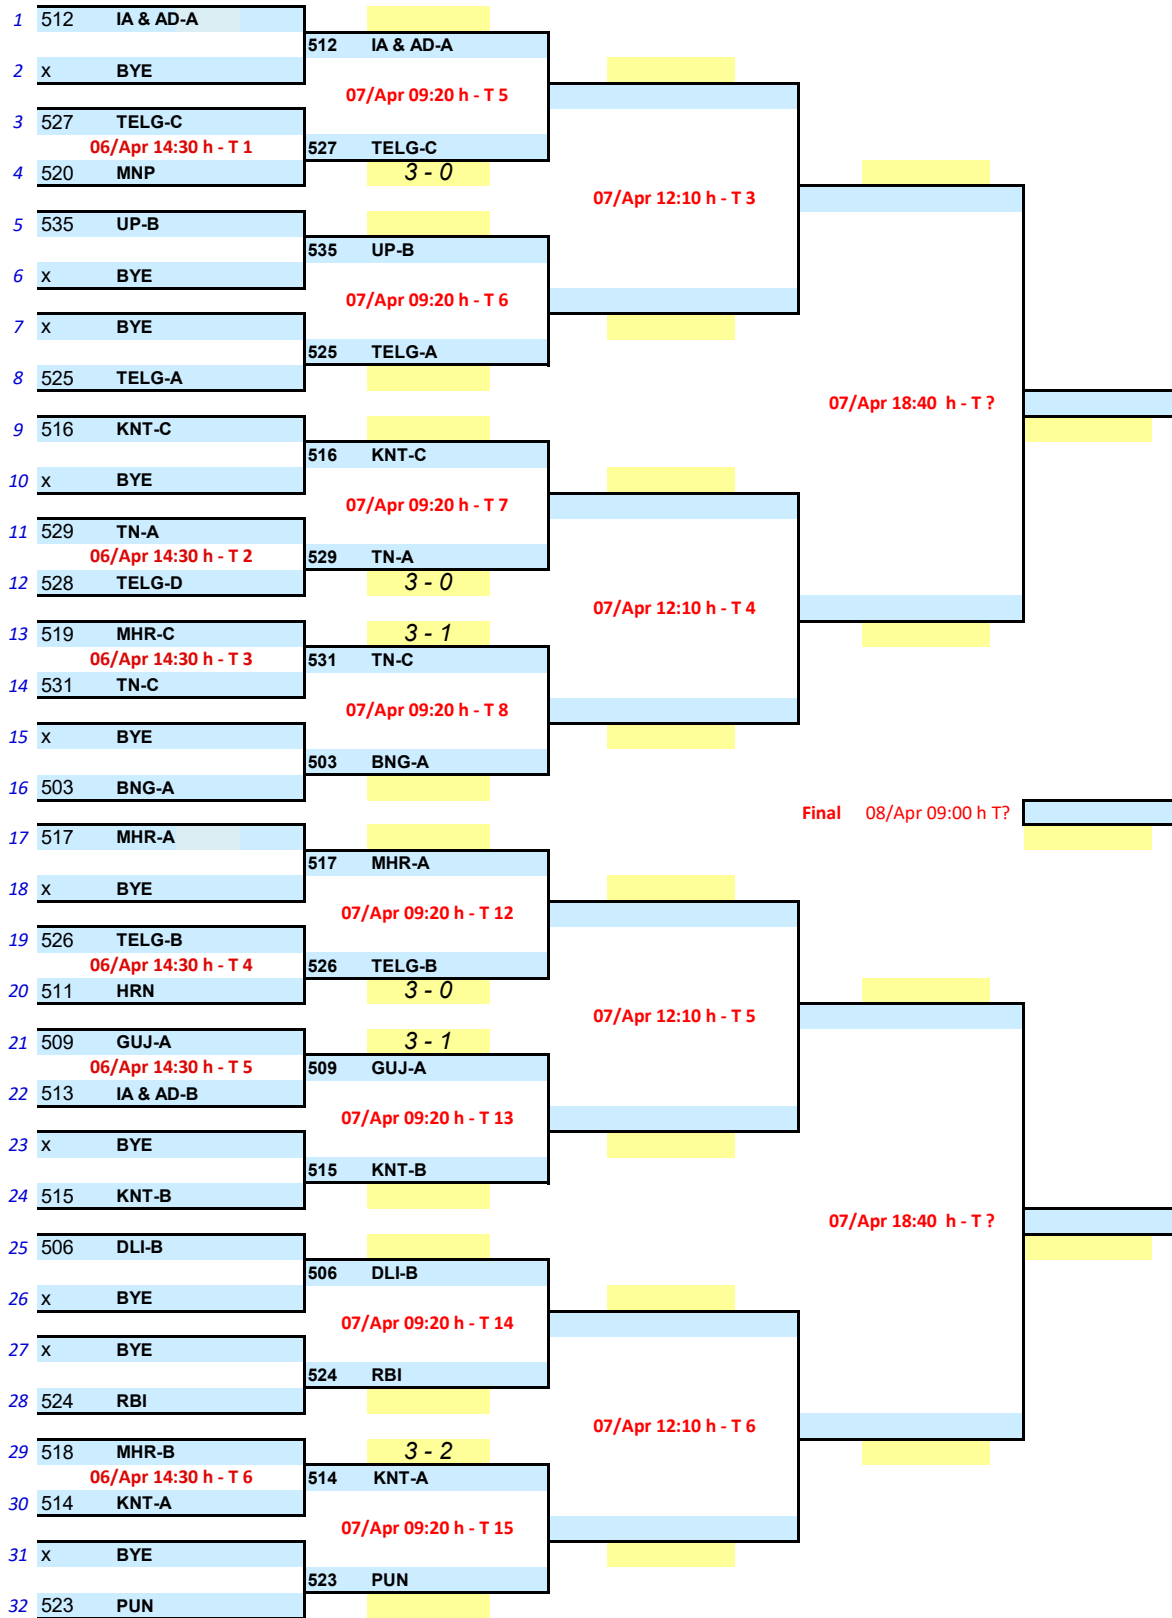 1 512 IA & AD-A
512 IA & AD-A
2 x BYE
07/Apr 09:20 h - T 5
3 527 TELG-C
06/Apr 14:30 h - T 1
527 TELG-C
4 520 MNP
3 - 0
07/Apr 12:10 h - T 3
5 535 UP-B
535 UP-B
6 x BYE
07/Apr 09:20 h - T 6
7 x BYE
525 TELG-A
8 525 TELG-A
07/Apr 18:40 h - T ?
9 516 KNT-C
516 KNT-C
10 x BYE
07/Apr 09:20 h - T 7
11 529 TN-A
06/Apr 14:30 h - T 2
529 TN-A
12 528 TELG-D
3 - 0
07/Apr 12:10 h - T 4
13 519 MHR-C
3 - 1
06/Apr 14:30 h - T 3
531 TN-C
14 531 TN-C
07/Apr 09:20 h - T 8
15 x BYE
503 BNG-A
16 503 BNG-A
Final 08/Apr 09:00 h T?
17 517 MHR-A
517 MHR-A
18 x BYE
07/Apr 09:20 h - T 12
19 526 TELG-B
06/Apr 14:30 h - T 4
526 TELG-B
20 511 HRN
3 - 0
07/Apr 12:10 h - T 5
21 509 GUJ-A
3 - 1
06/Apr 14:30 h - T 5
509 GUJ-A
22 513 IA & AD-B
07/Apr 09:20 h - T 13
23 x BYE
515 KNT-B
24 515 KNT-B
07/Apr 18:40 h - T ?
25 506 DLI-B
506 DLI-B
26 x BYE
07/Apr 09:20 h - T 14
27 x BYE
524 RBI
28 524 RBI
07/Apr 12:10 h - T 6
29 518 MHR-B
3 - 2
06/Apr 14:30 h - T 6
514 KNT-A
30 514 KNT-A
07/Apr 09:20 h - T 15
31 x BYE
523 PUN
32 523 PUN